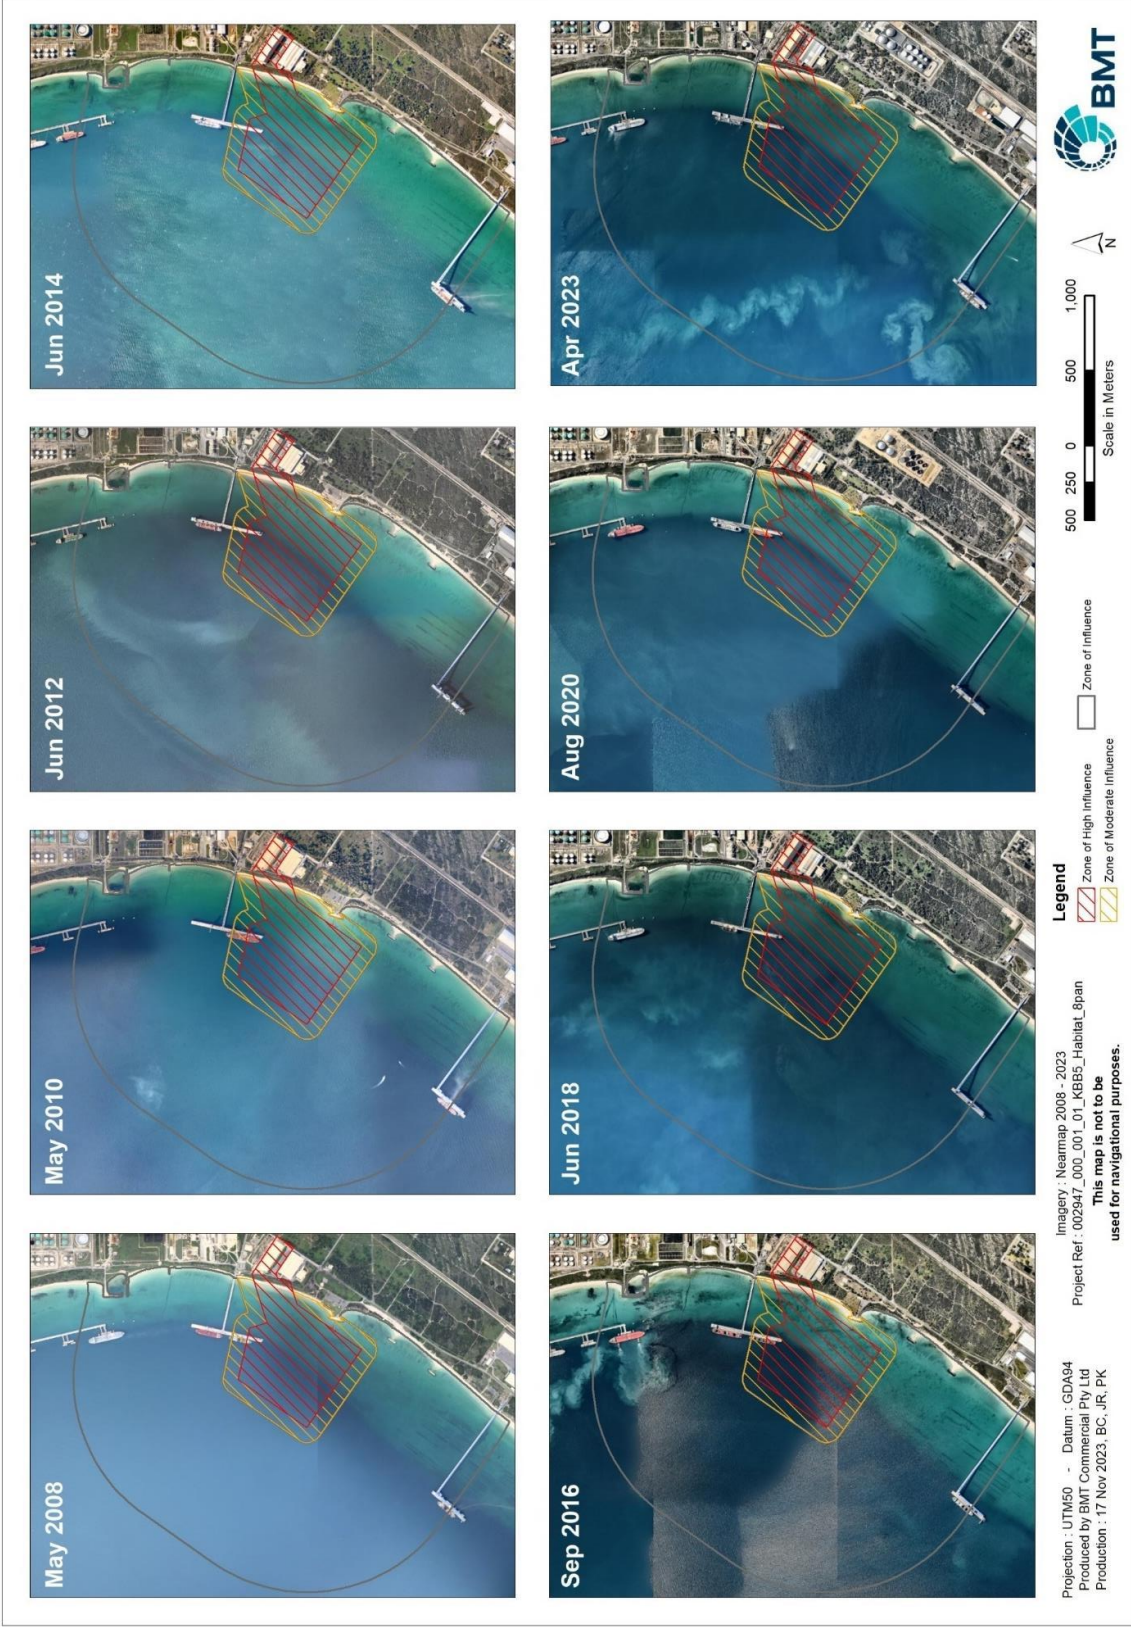 May 2008
May 2010
Jun 2012
Jun 2014
Sep 2016
Jun 2018
Aug 2020
Apr 2023
Projection : UTM50 - Datum : GDA94
Produced by BMT Commercial Pty Ltd
Production : 17 Nov 2023, BC, JR, PK
Imagery : Nearmap 2008 - 2023
Project Ref : 002947_000_001_01_KBB5_Habitat_8pan
This map is not to be
used for navigational purposes.
Legend
Zone of High Influence
Zone of Moderate Influence
Zone of Influence
500 250 0 500 1,000
Scale in Meters
N
BMT